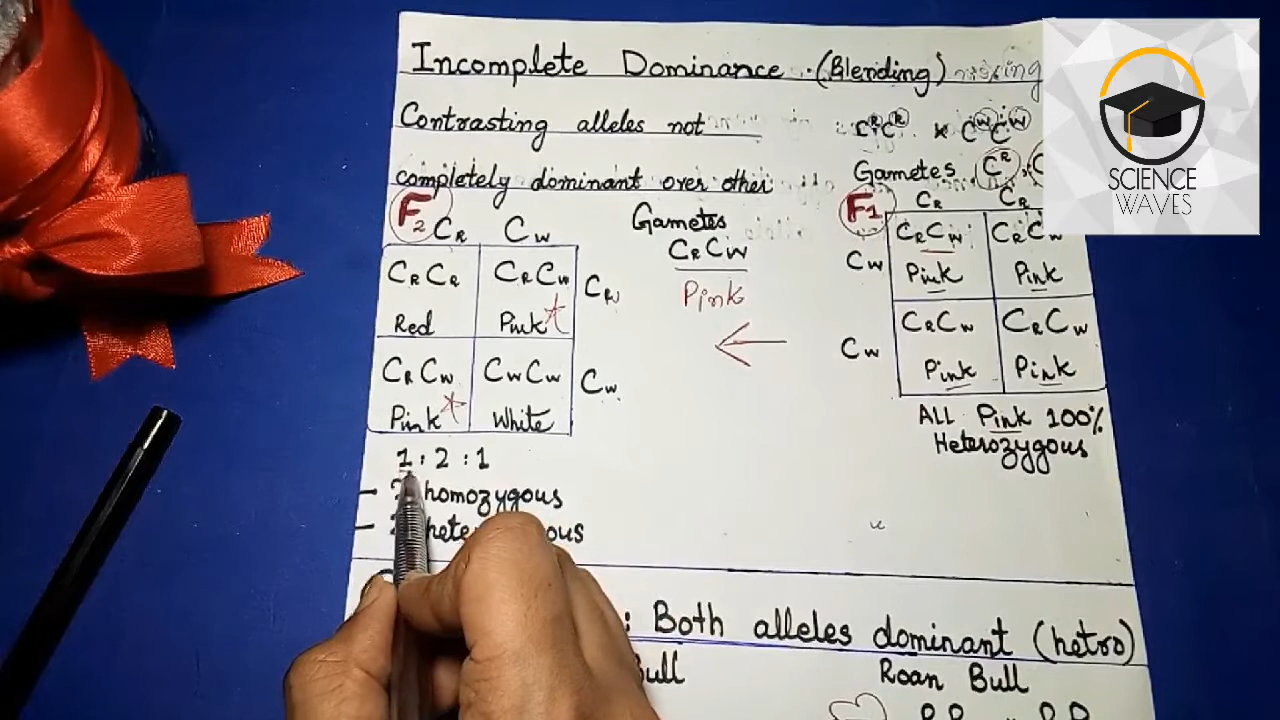 Incomplete Dominance . (Blending)
Contrasting alleles not
completely dominant over other
CRCR × CWCW
Gametes CR, C
SCIENCE
WAVES
F2 CR CW
Gametes
CRCW
Pink
F1 CR CR
CRCR CRCW CRW
Red Pink
CRCW CWCW CW
Pink White
CW CRCW CRCW
Pink Pink
CW CRCW CRCW
Pink Pink
ALL Pink 100%
Heterozygous
1 : 2 : 1
- homozygous
-
: Both alleles dominant (hetro)
Bull Roan Bull